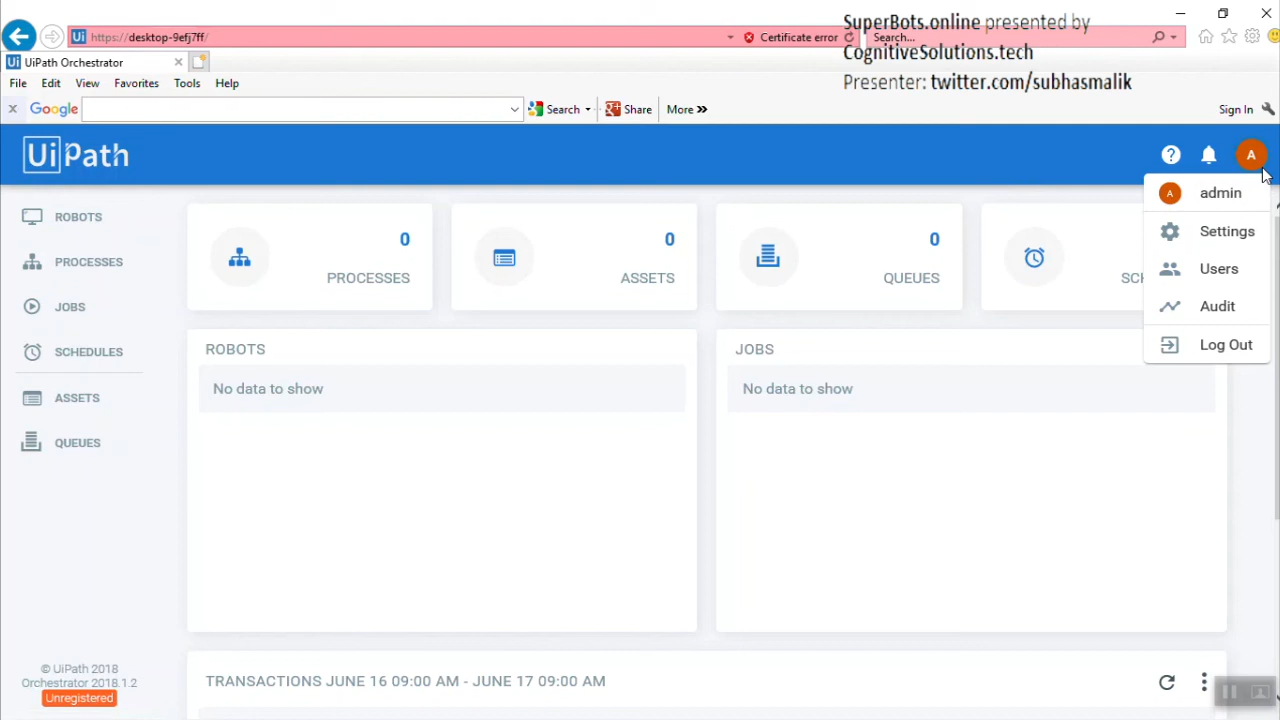 SuperBots.online presented by
CognitiveSolutions.tech
Presenter: twitter.com/subhasmalik
Ui https://desktop-9efj7ff/
Certificate error
Search...
Ui UiPath Orchestrator
File Edit View Favorites Tools Help
Google Search Share More »
Sign In
UiPath
? A
A admin
Settings
Users
Audit
Log Out
ROBOTS
PROCESSES
JOBS
SCHEDULES
ASSETS
QUEUES
0
PROCESSES
0
ASSETS
0
QUEUES
SCH
ROBOTS
No data to show
JOBS
No data to show
TRANSACTIONS JUNE 16 09:00 AM - JUNE 17 09:00 AM
© UiPath 2018
Orchestrator 2018.1.2
Unregistered